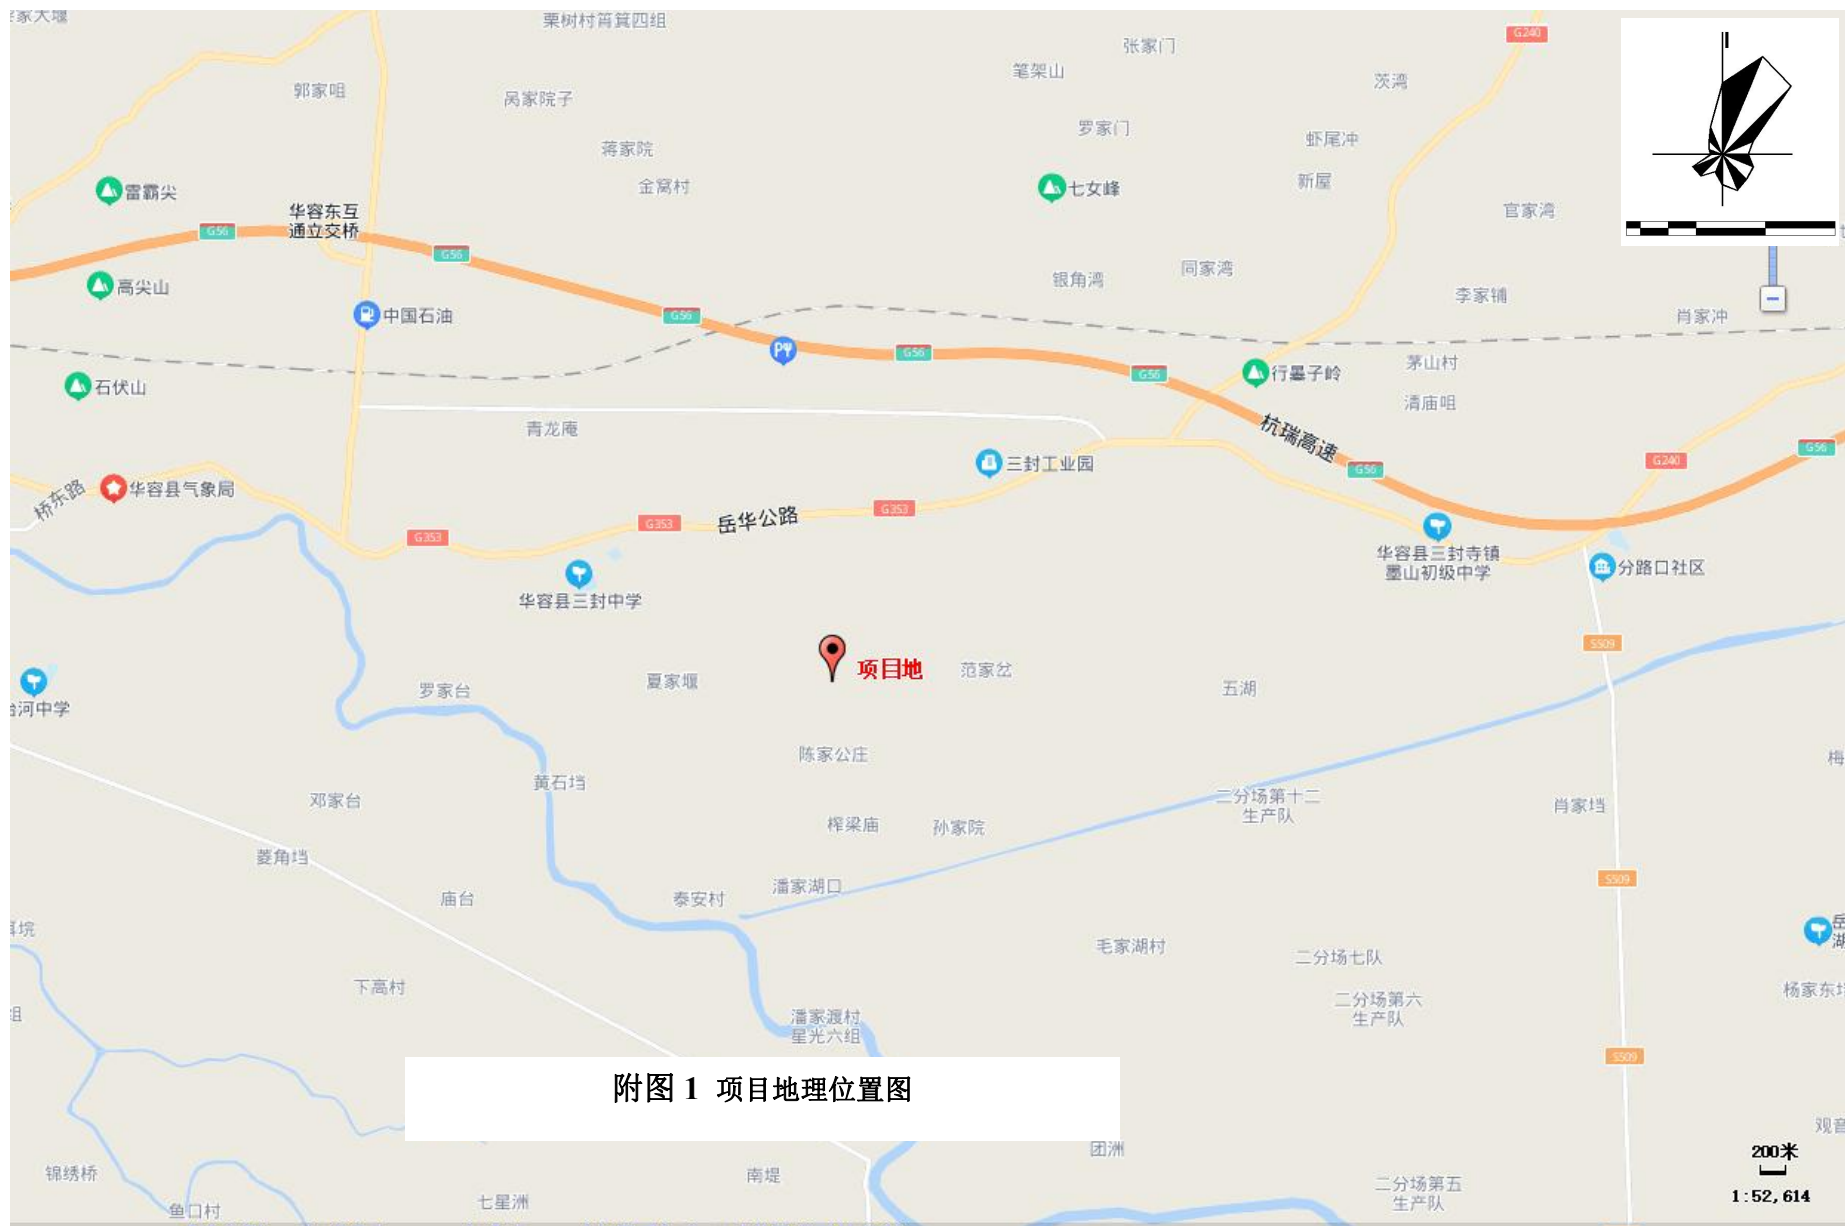 栗树村筲箕四组
张家门
G240
笔架山
茨湾
郭家咀
呙家院子
罗家门
虾尾冲
蒋家院
金窝村
七女峰
新屋
雷霸尖
官家湾
华容东互
通立交桥
G56
G56
高尖山
银角湾
同家湾
李家铺
中国石油
G56
肖家冲
G56
石伏山
G56
行暑子岭
茅山村
清庙咀
青龙庵
杭瑞高速
G56
G56
G240
三封工业园
桥东路
华容县气象局
G353
G353
岳华公路
G353
华容县三封寺镇
墨山初级中学
分路口社区
华容县三封中学
S509
项目地
范家岔
夏家堰
罗家台
五湖
河中学
陈家公庄
黄石垱
邓家台
二分场第十二
生产队
肖家垱
榨梁庙
孙家院
菱角垱
潘家湖口
庙台
泰安村
S509
毛家湖村
二分场七队
下高村
二分场第六
生产队
杨家东
潘家渡村
星光六组
S509
附图 1 项目地理位置图
观音
团洲
200米
锦绣桥
南堤
二分场第五
生产队
1:52,614
七星洲
鱼口村